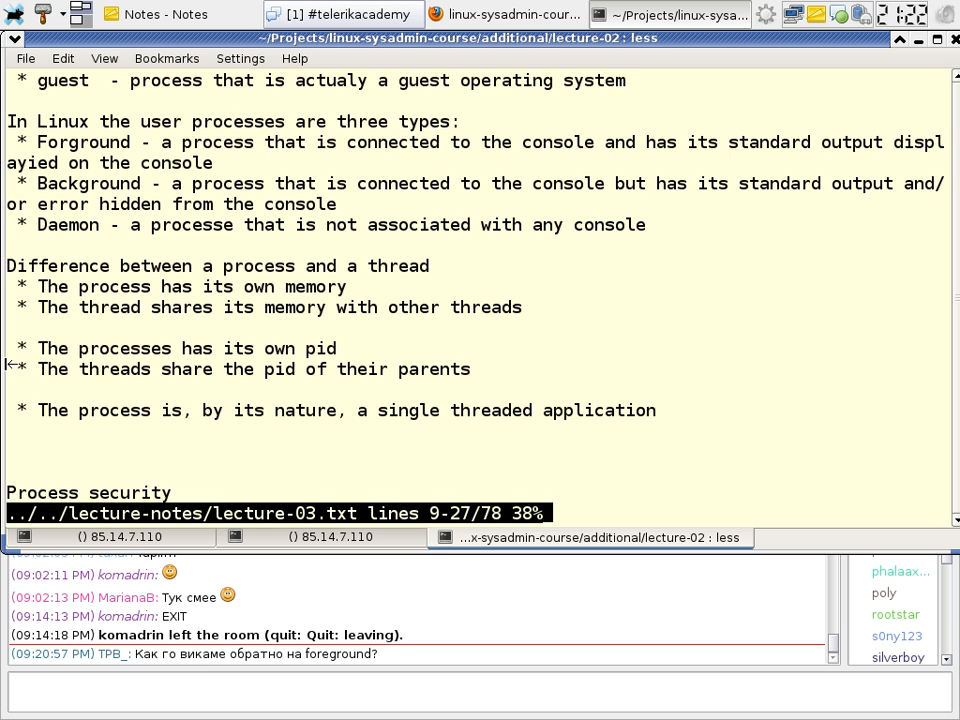 Notes - Notes
[1] #telerikacademy
linux-sysadmin-cour...
~/Projects/linux-sysa...
21:22
~/Projects/linux-sysadmin-course/additional/lecture-02 : less
File Edit View Bookmarks Settings Help
* guest - process that is actualy a guest operating system
In Linux the user processes are three types:
* Forground - a process that is connected to the console and has its standard output displ
ayied on the console
* Background - a process that is connected to the console but has its standard output and/
or error hidden from the console
* Daemon - a processe that is not associated with any console
Difference between a process and a thread
* The process has its own memory
* The thread shares its memory with other threads
* The processes has its own pid
* The threads share the pid of their parents
* The process is, by its nature, a single threaded application
Process security
../../lecture-notes/lecture-03.txt lines 9-27/78 38%
() 85.14.7.110
() 85.14.7.110
...x-sysadmin-course/additional/lecture-02 : less
(09:02:11 PM) komadrin:
(09:02:13 PM) MarianaB: Тук смее
(09:14:13 PM) komadrin: EXIT
(09:14:18 PM) komadrin left the room (quit: Quit: leaving).
(09:20:57 PM) TPB_: Как го викаме обратно на foreground?
phalaax...
poly
rootstar
s0ny123
silverboy